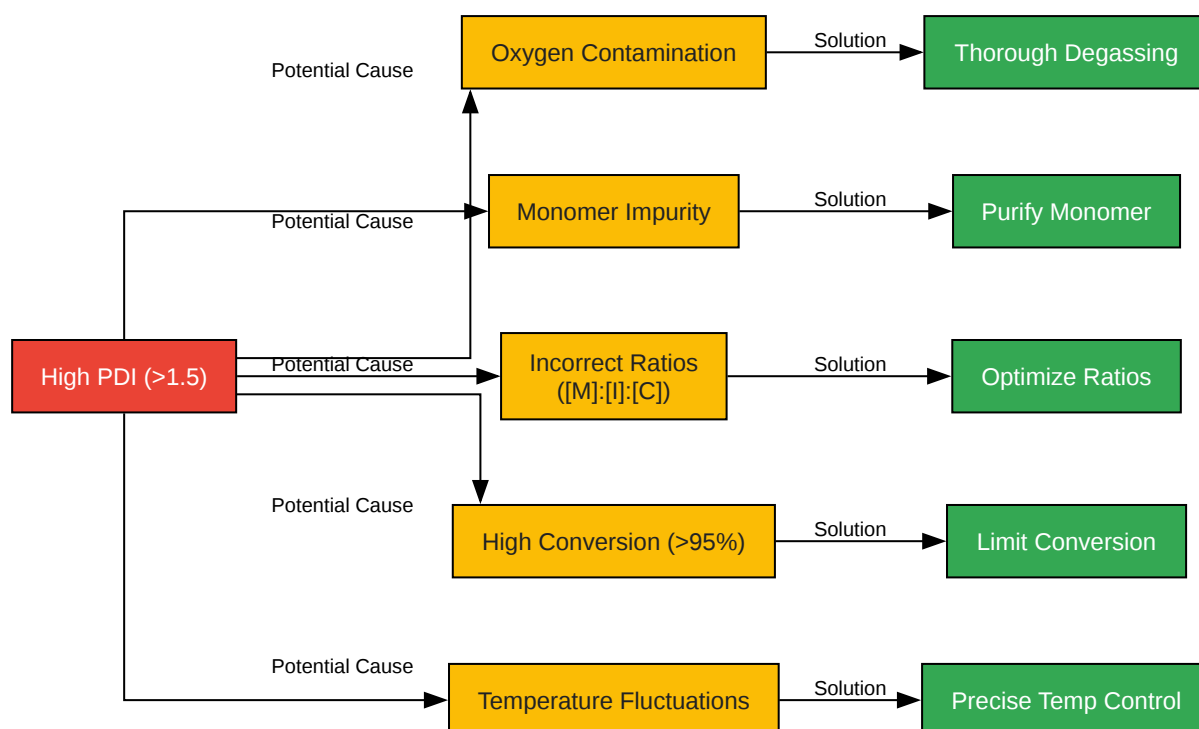 Potential Cause
Oxygen Contamination
Solution
Thorough Degassing
Potential Cause
Monomer Impurity
Solution
Purify Monomer
High PDI (>1.5)
Potential Cause
Incorrect Ratios
([M]:[I]:[C])
Solution
Optimize Ratios
Potential Cause
High Conversion (>95%)
Solution
Limit Conversion
Potential Cause
Temperature Fluctuations
Solution
Precise Temp Control